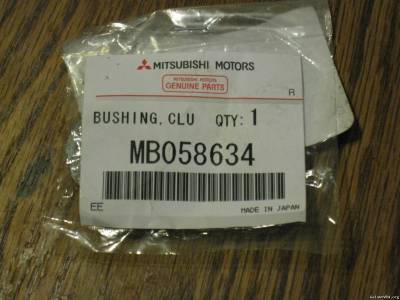 MITSUBISHI MOTORS
MITSUBISHI MOTORS
GENUINE PARTS
R
BUSHING, CLU QTY: 1
MB058634
EE
MADE IN JAPAN